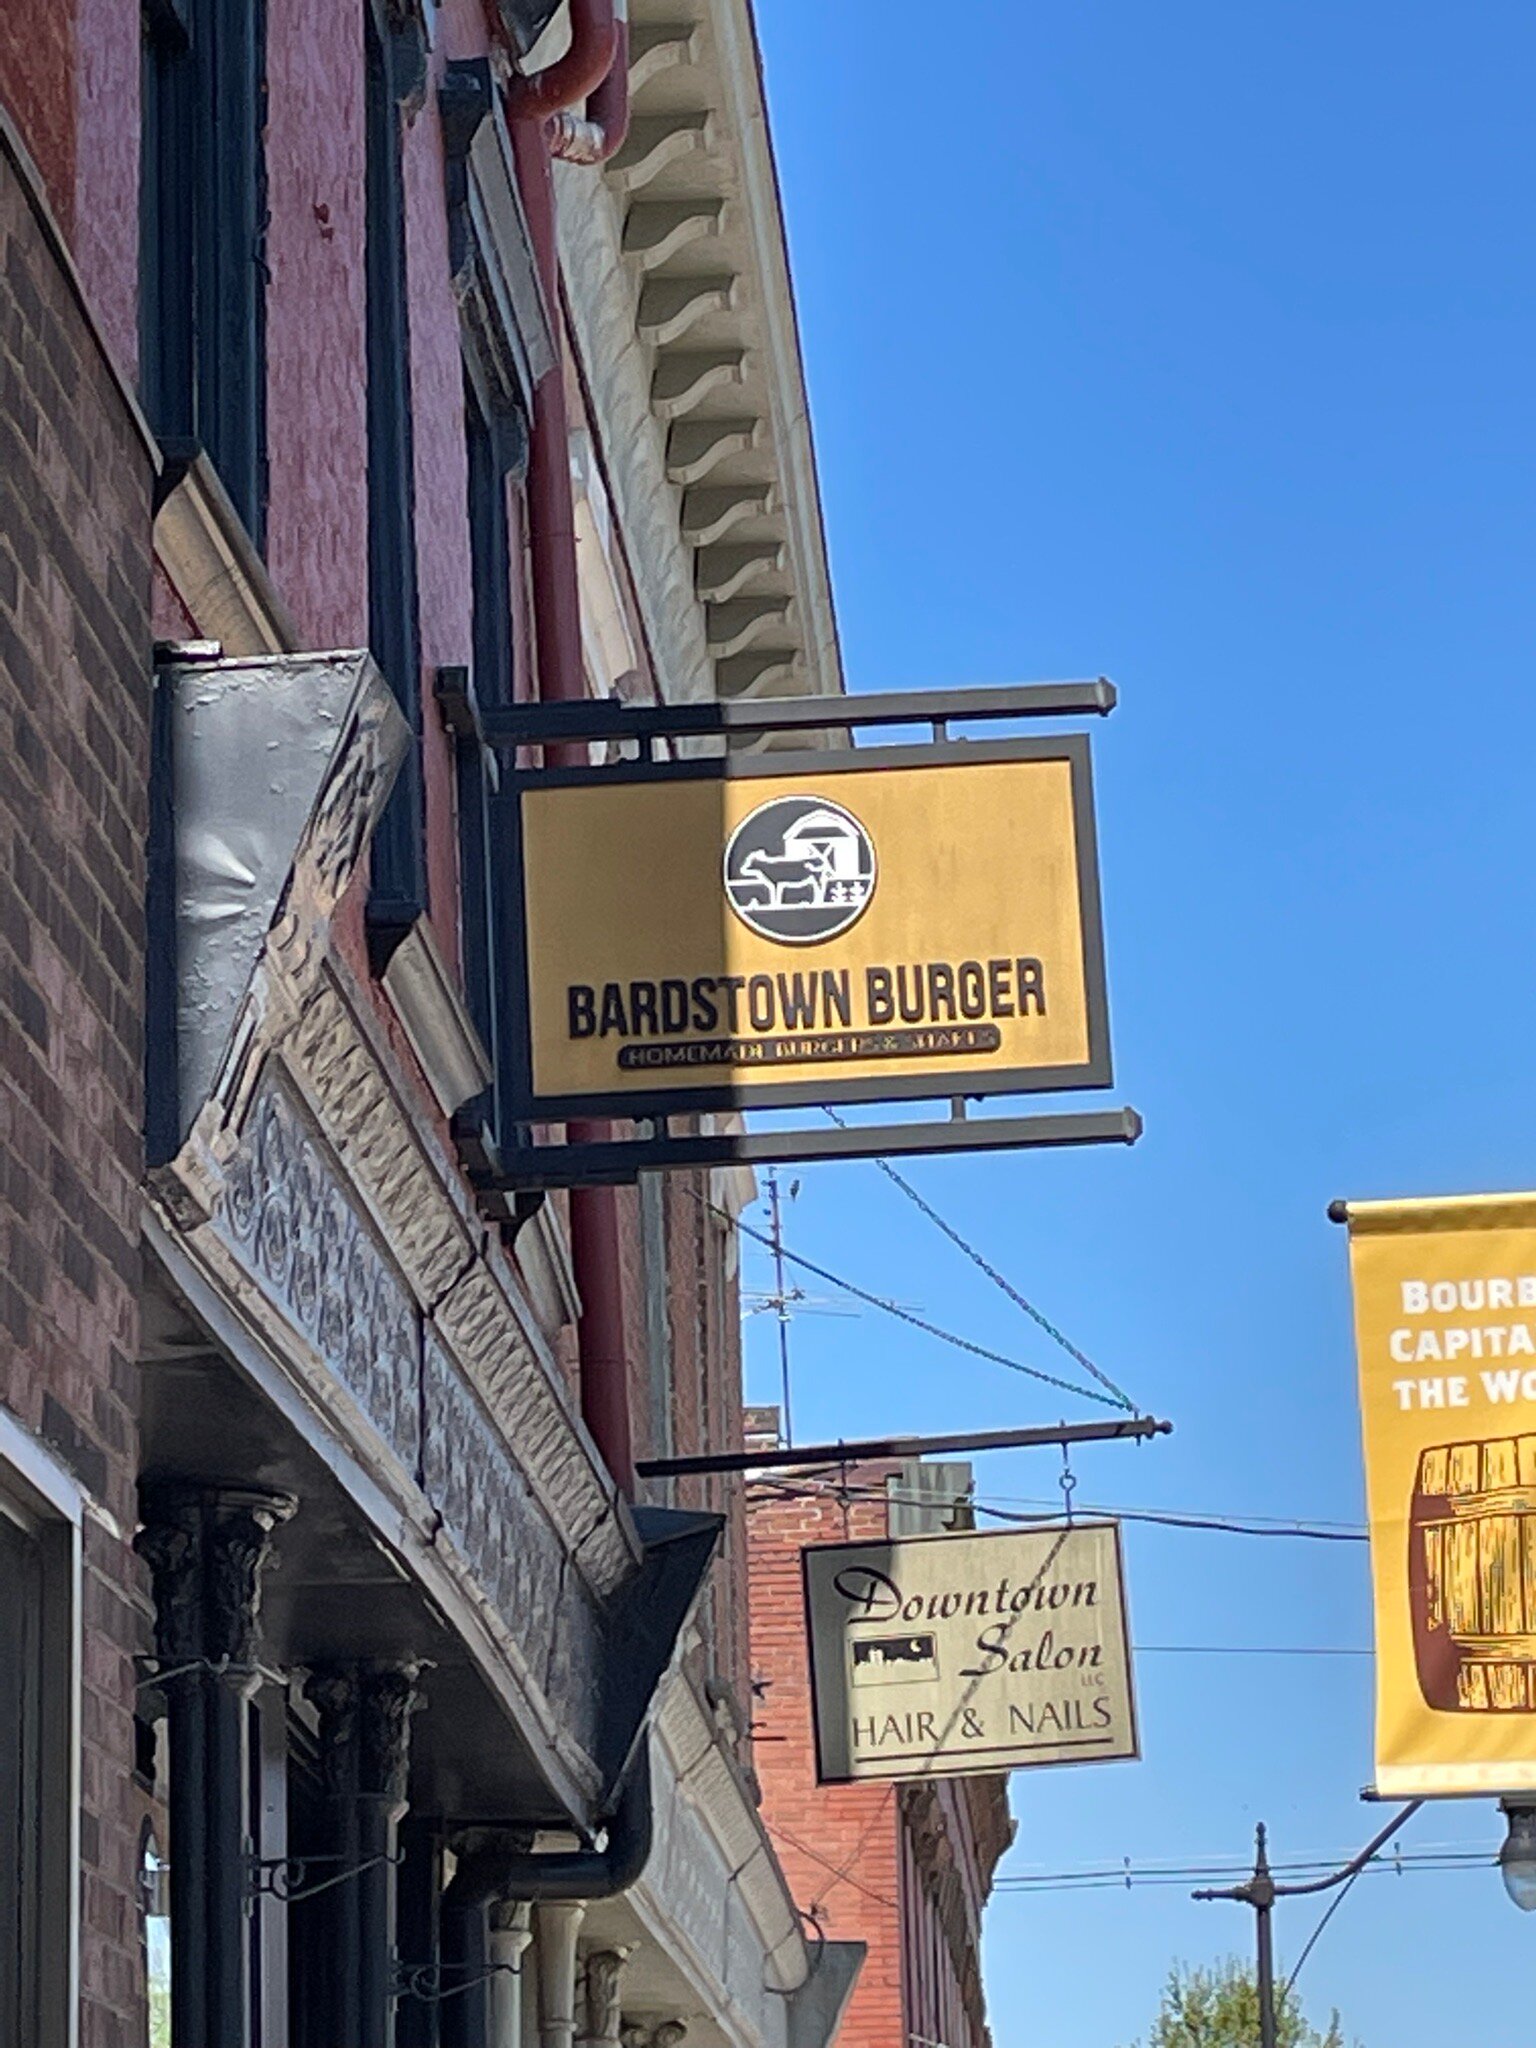 BARDSTOWN BURGER
HOMEMADE BURGERS & SHAKES
Downtown
Salon
LLC
HAIR & NAILS
BOURB
CAPITA
THE WO